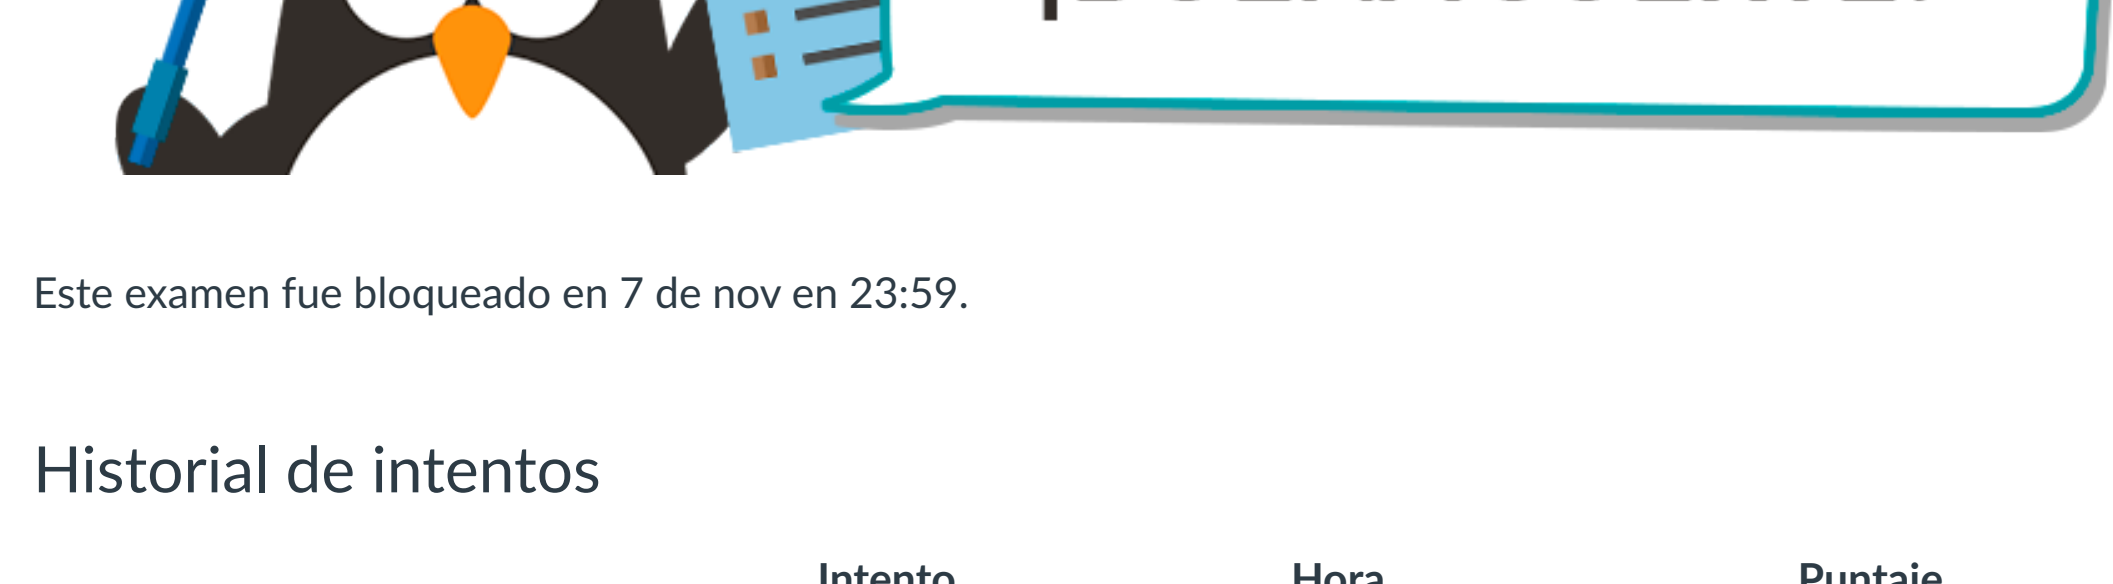 Este examen fue bloqueado en 7 de nov en 23:59.
Historial de intentos
Intento Hora Puntaje